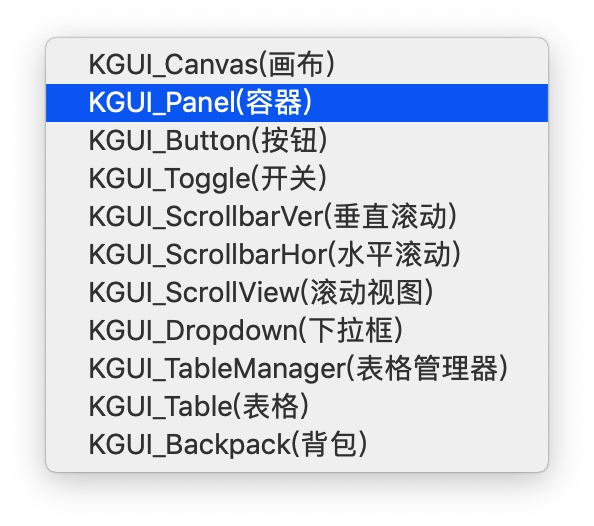 KGUI_Canvas(画布)
KGUI_Panel(容器)
KGUI_Button(按钮)
KGUI_Toggle(开关)
KGUI_ScrollbarVer(垂直滚动)
KGUI_ScrollbarHor(水平滚动)
KGUI_ScrollView(滚动视图)
KGUI_Dropdown(下拉框)
KGUI_TableManager(表格管理器)
KGUI_Table(表格)
KGUI_Backpack(背包)